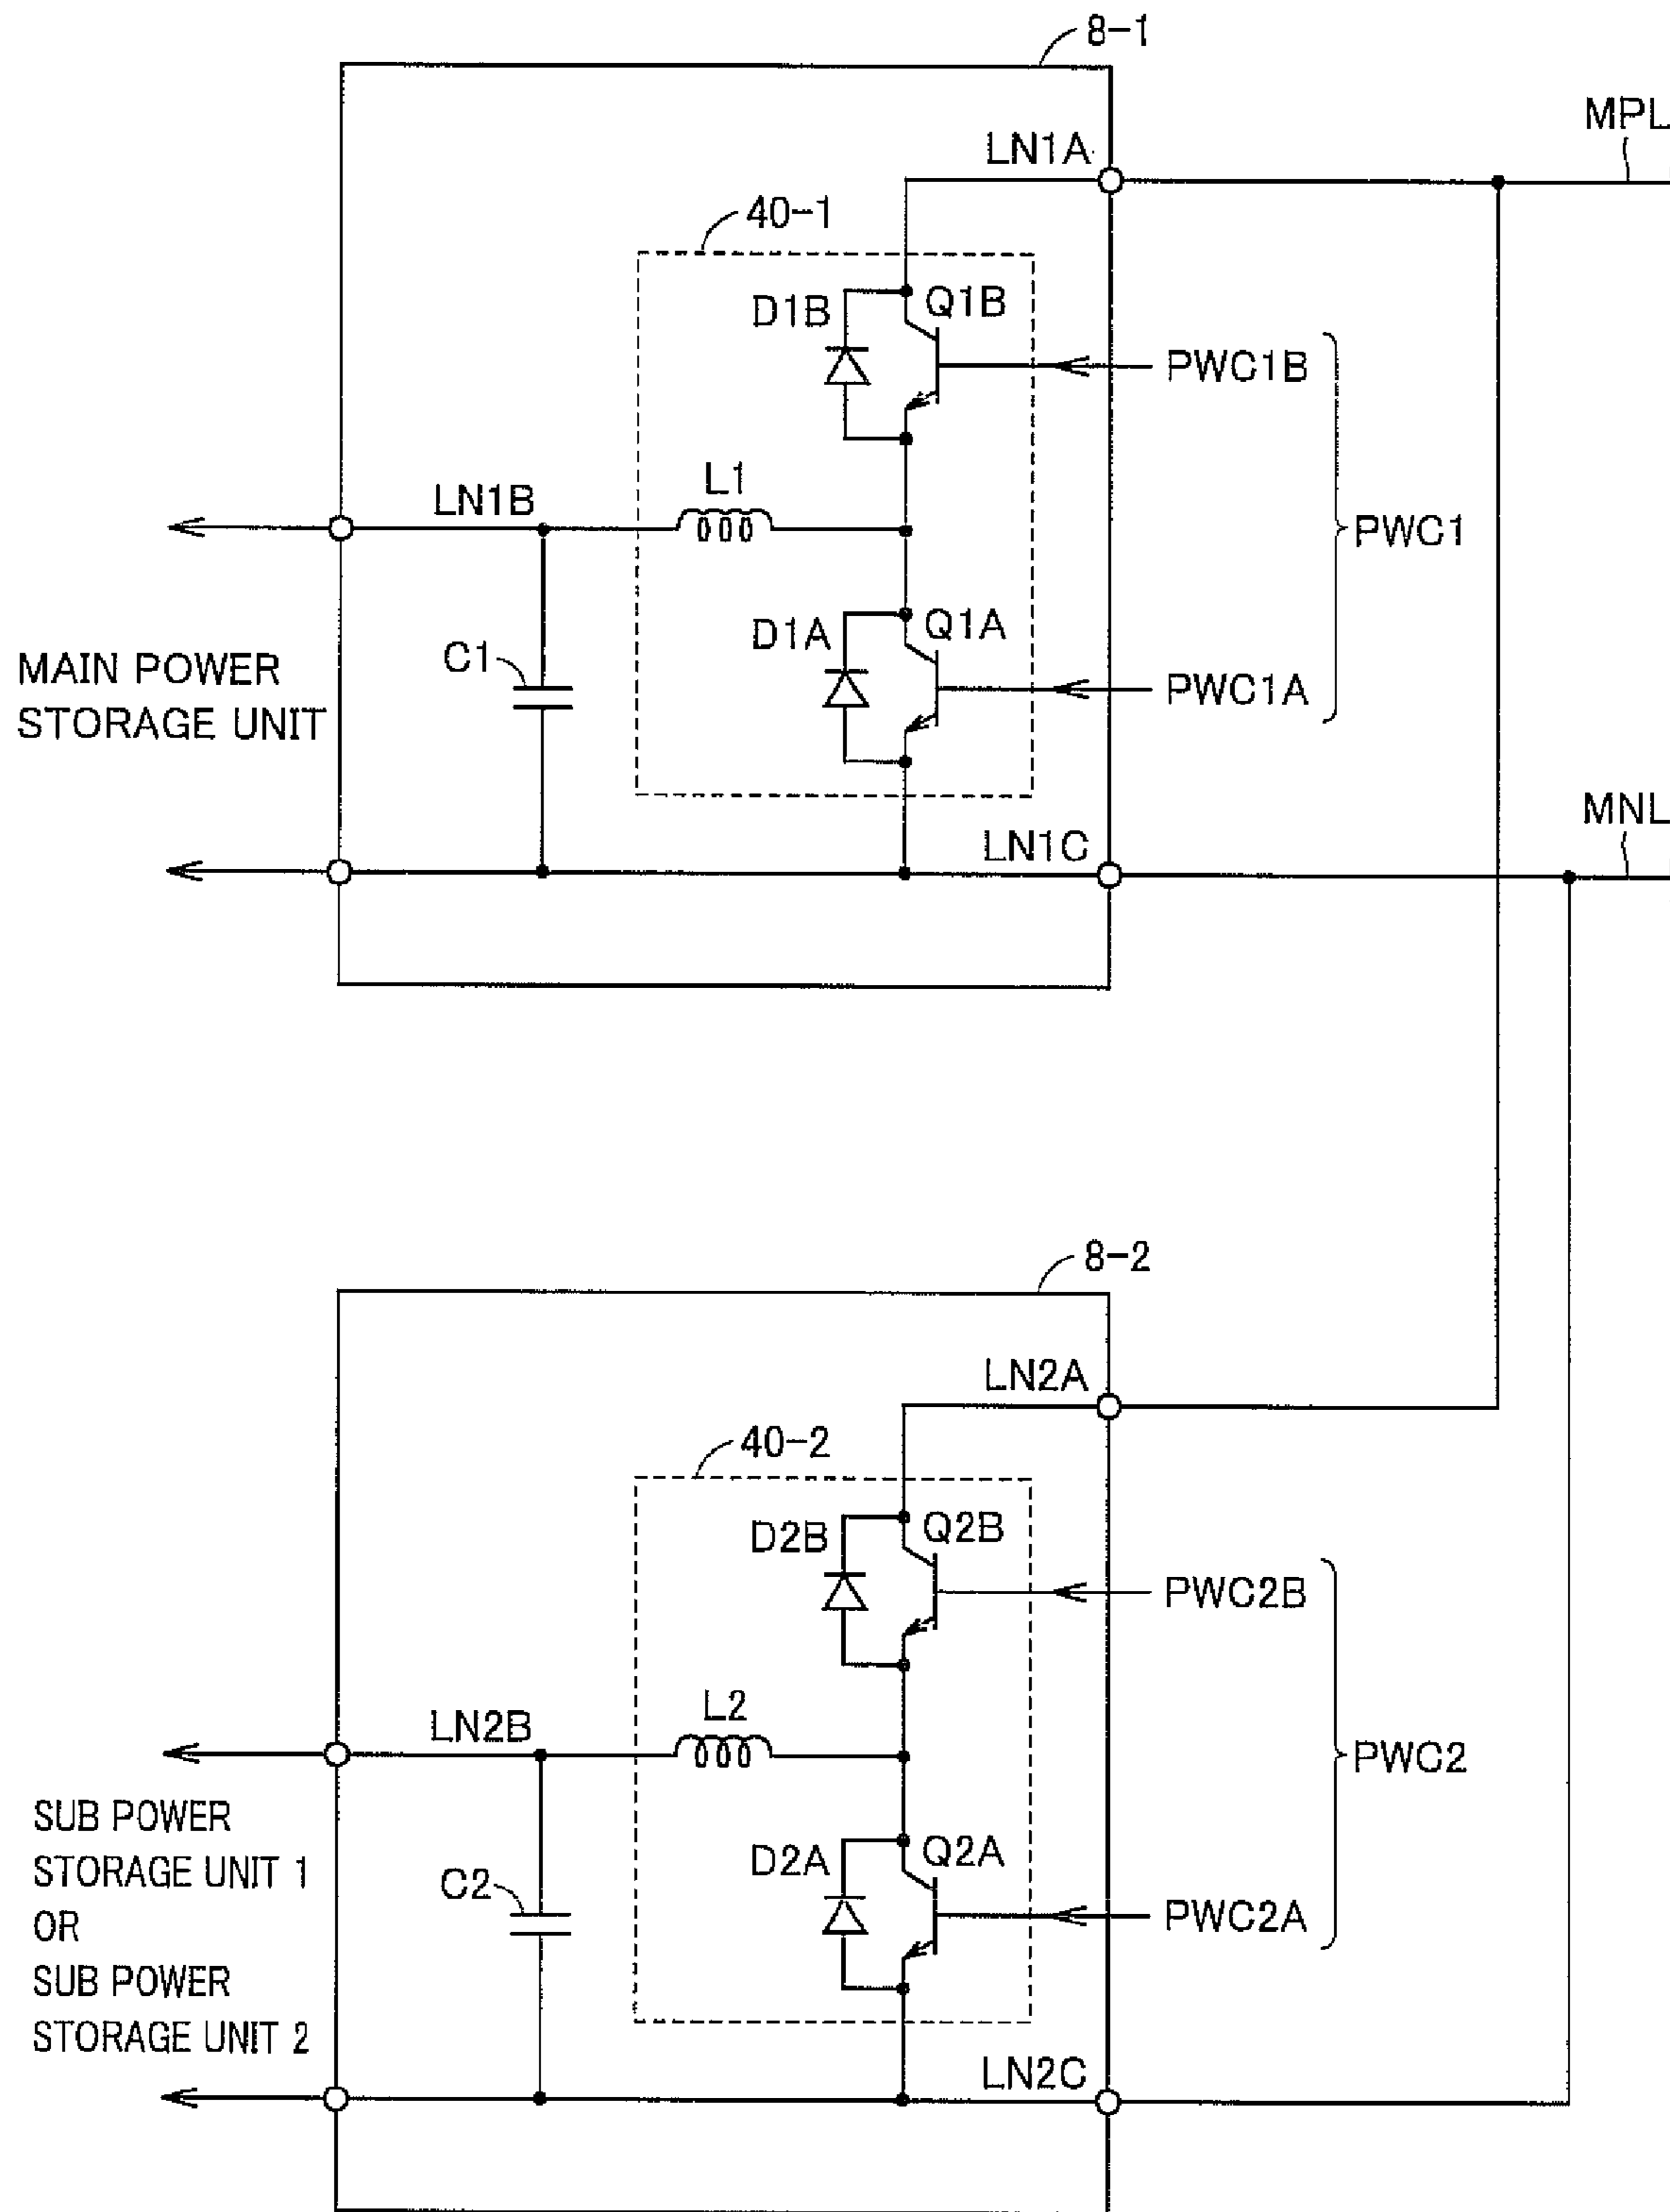 8-1
MPL
LN1A
40-1
D1B
Q1B
PWC1B
LN1B
L1
PWC1
D1A
Q1A
C1
PWC1A
MAIN POWER
STORAGE UNIT
LN1C
MNL
8-2
LN2A
40-2
D2B
Q2B
PWC2B
LN2B
L2
PWC2
SUB POWER
STORAGE UNIT 1
OR
SUB POWER
STORAGE UNIT 2
D2A
Q2A
C2
PWC2A
LN2C